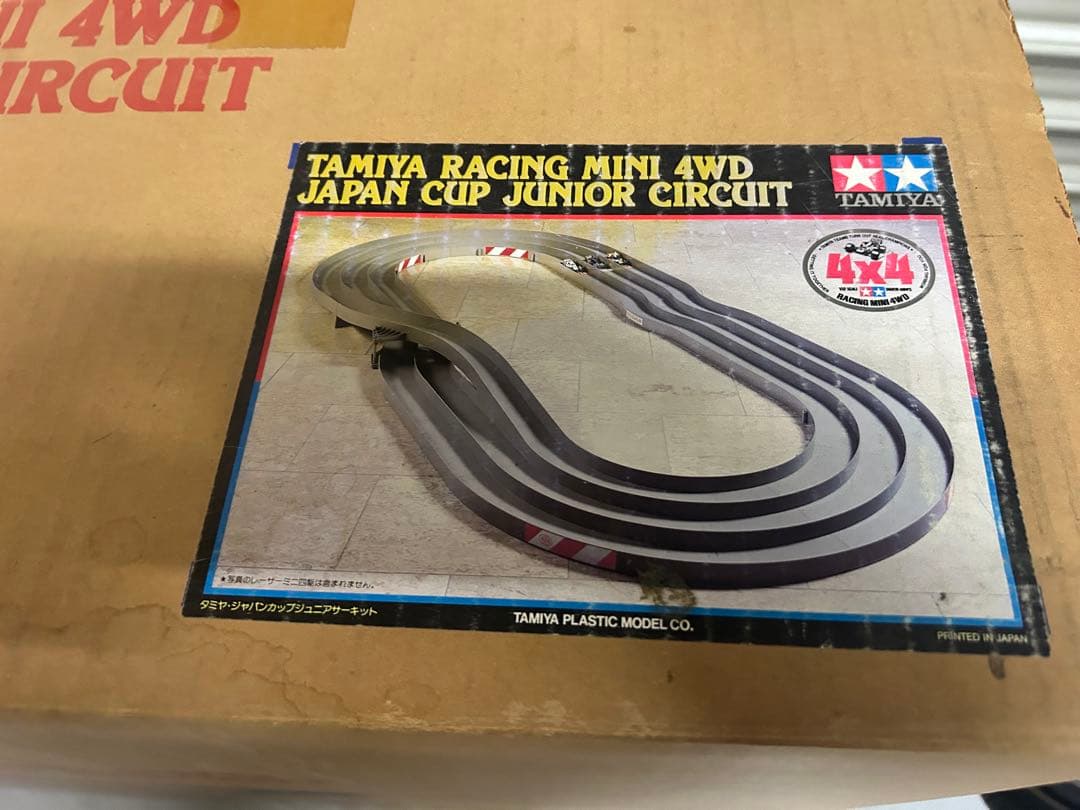 I 4WD
IRCUIT
TAMIYA RACING MINI 4WD
JAPAN CUP JUNIOR CIRCUIT
TAMIYA
4x4
RACING MINI 4WD
★写真のレーサーミニ四駆は含まれません。
タミヤ・ジャパンカップジュニアサーキット
TAMIYA PLASTIC MODEL CO.
PRINTED IN JAPAN